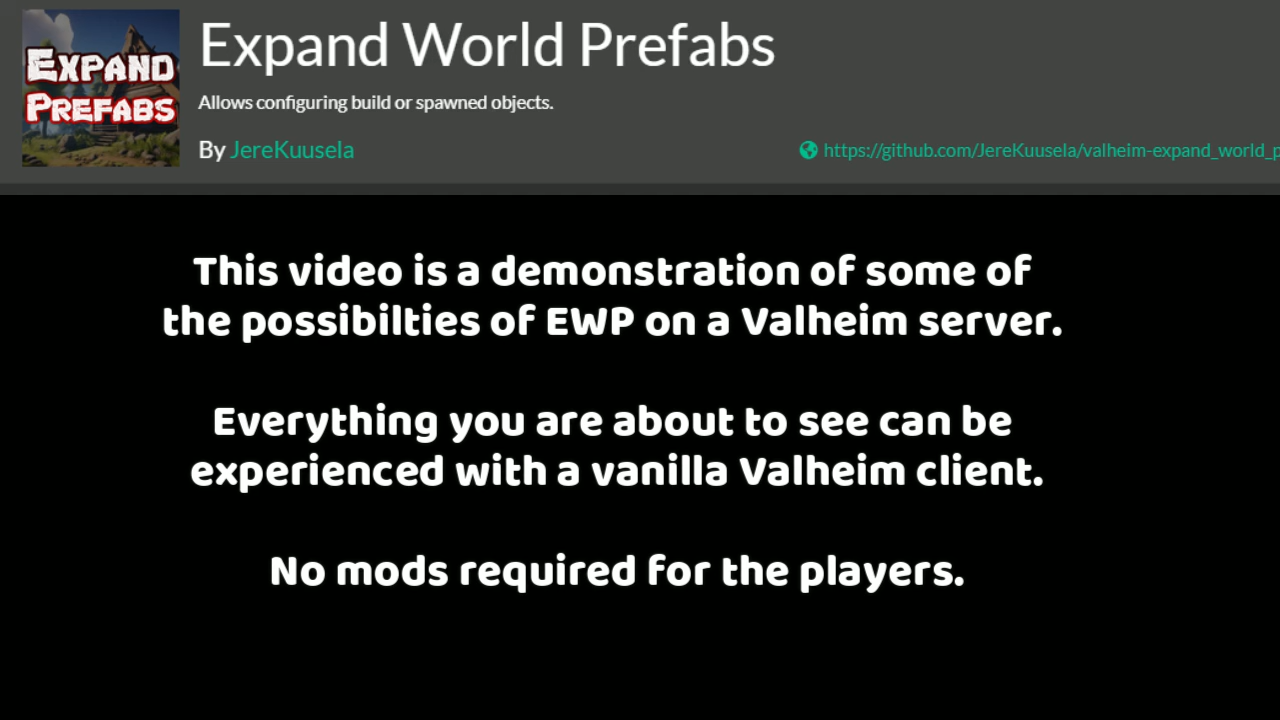 EXPAND
PREFABS
Expand World Prefabs
Allows configuring build or spawned objects.
By JereKuusela
https://github.com/JereKuusela/valheim-expand_world_p
This video is a demonstration of some of
the possibilties of EWP on a Valheim server.
Everything you are about to see can be
experienced with a vanilla Valheim client.
No mods required for the players.